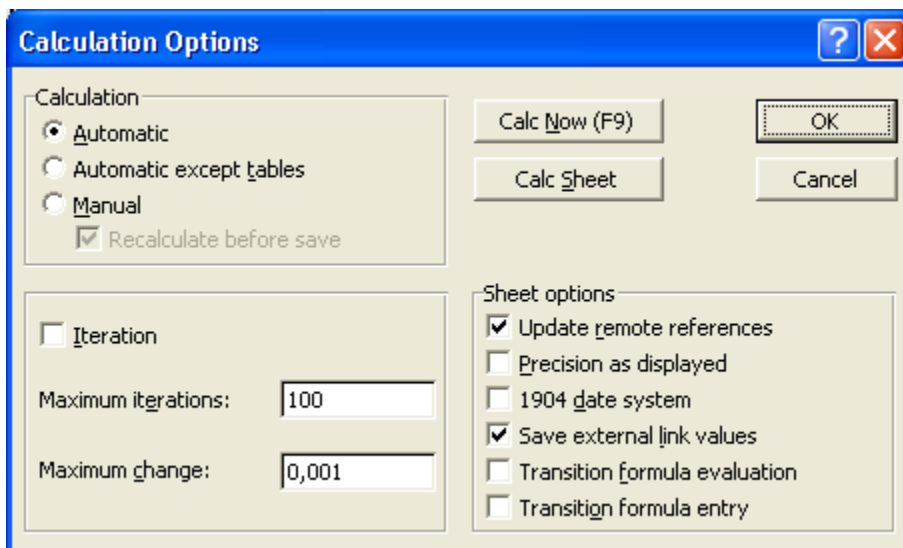 Calculation Options
Calculation
Automatic
Automatic except tables
Manual
Recalculate before save
Calc Now (F9)
OK
Calc Sheet
Cancel
Iteration
Maximum iterations: 100
Maximum change: 0,001
Sheet options
Update remote references
Precision as displayed
1904 date system
Save external link values
Transition formula evaluation
Transition formula entry